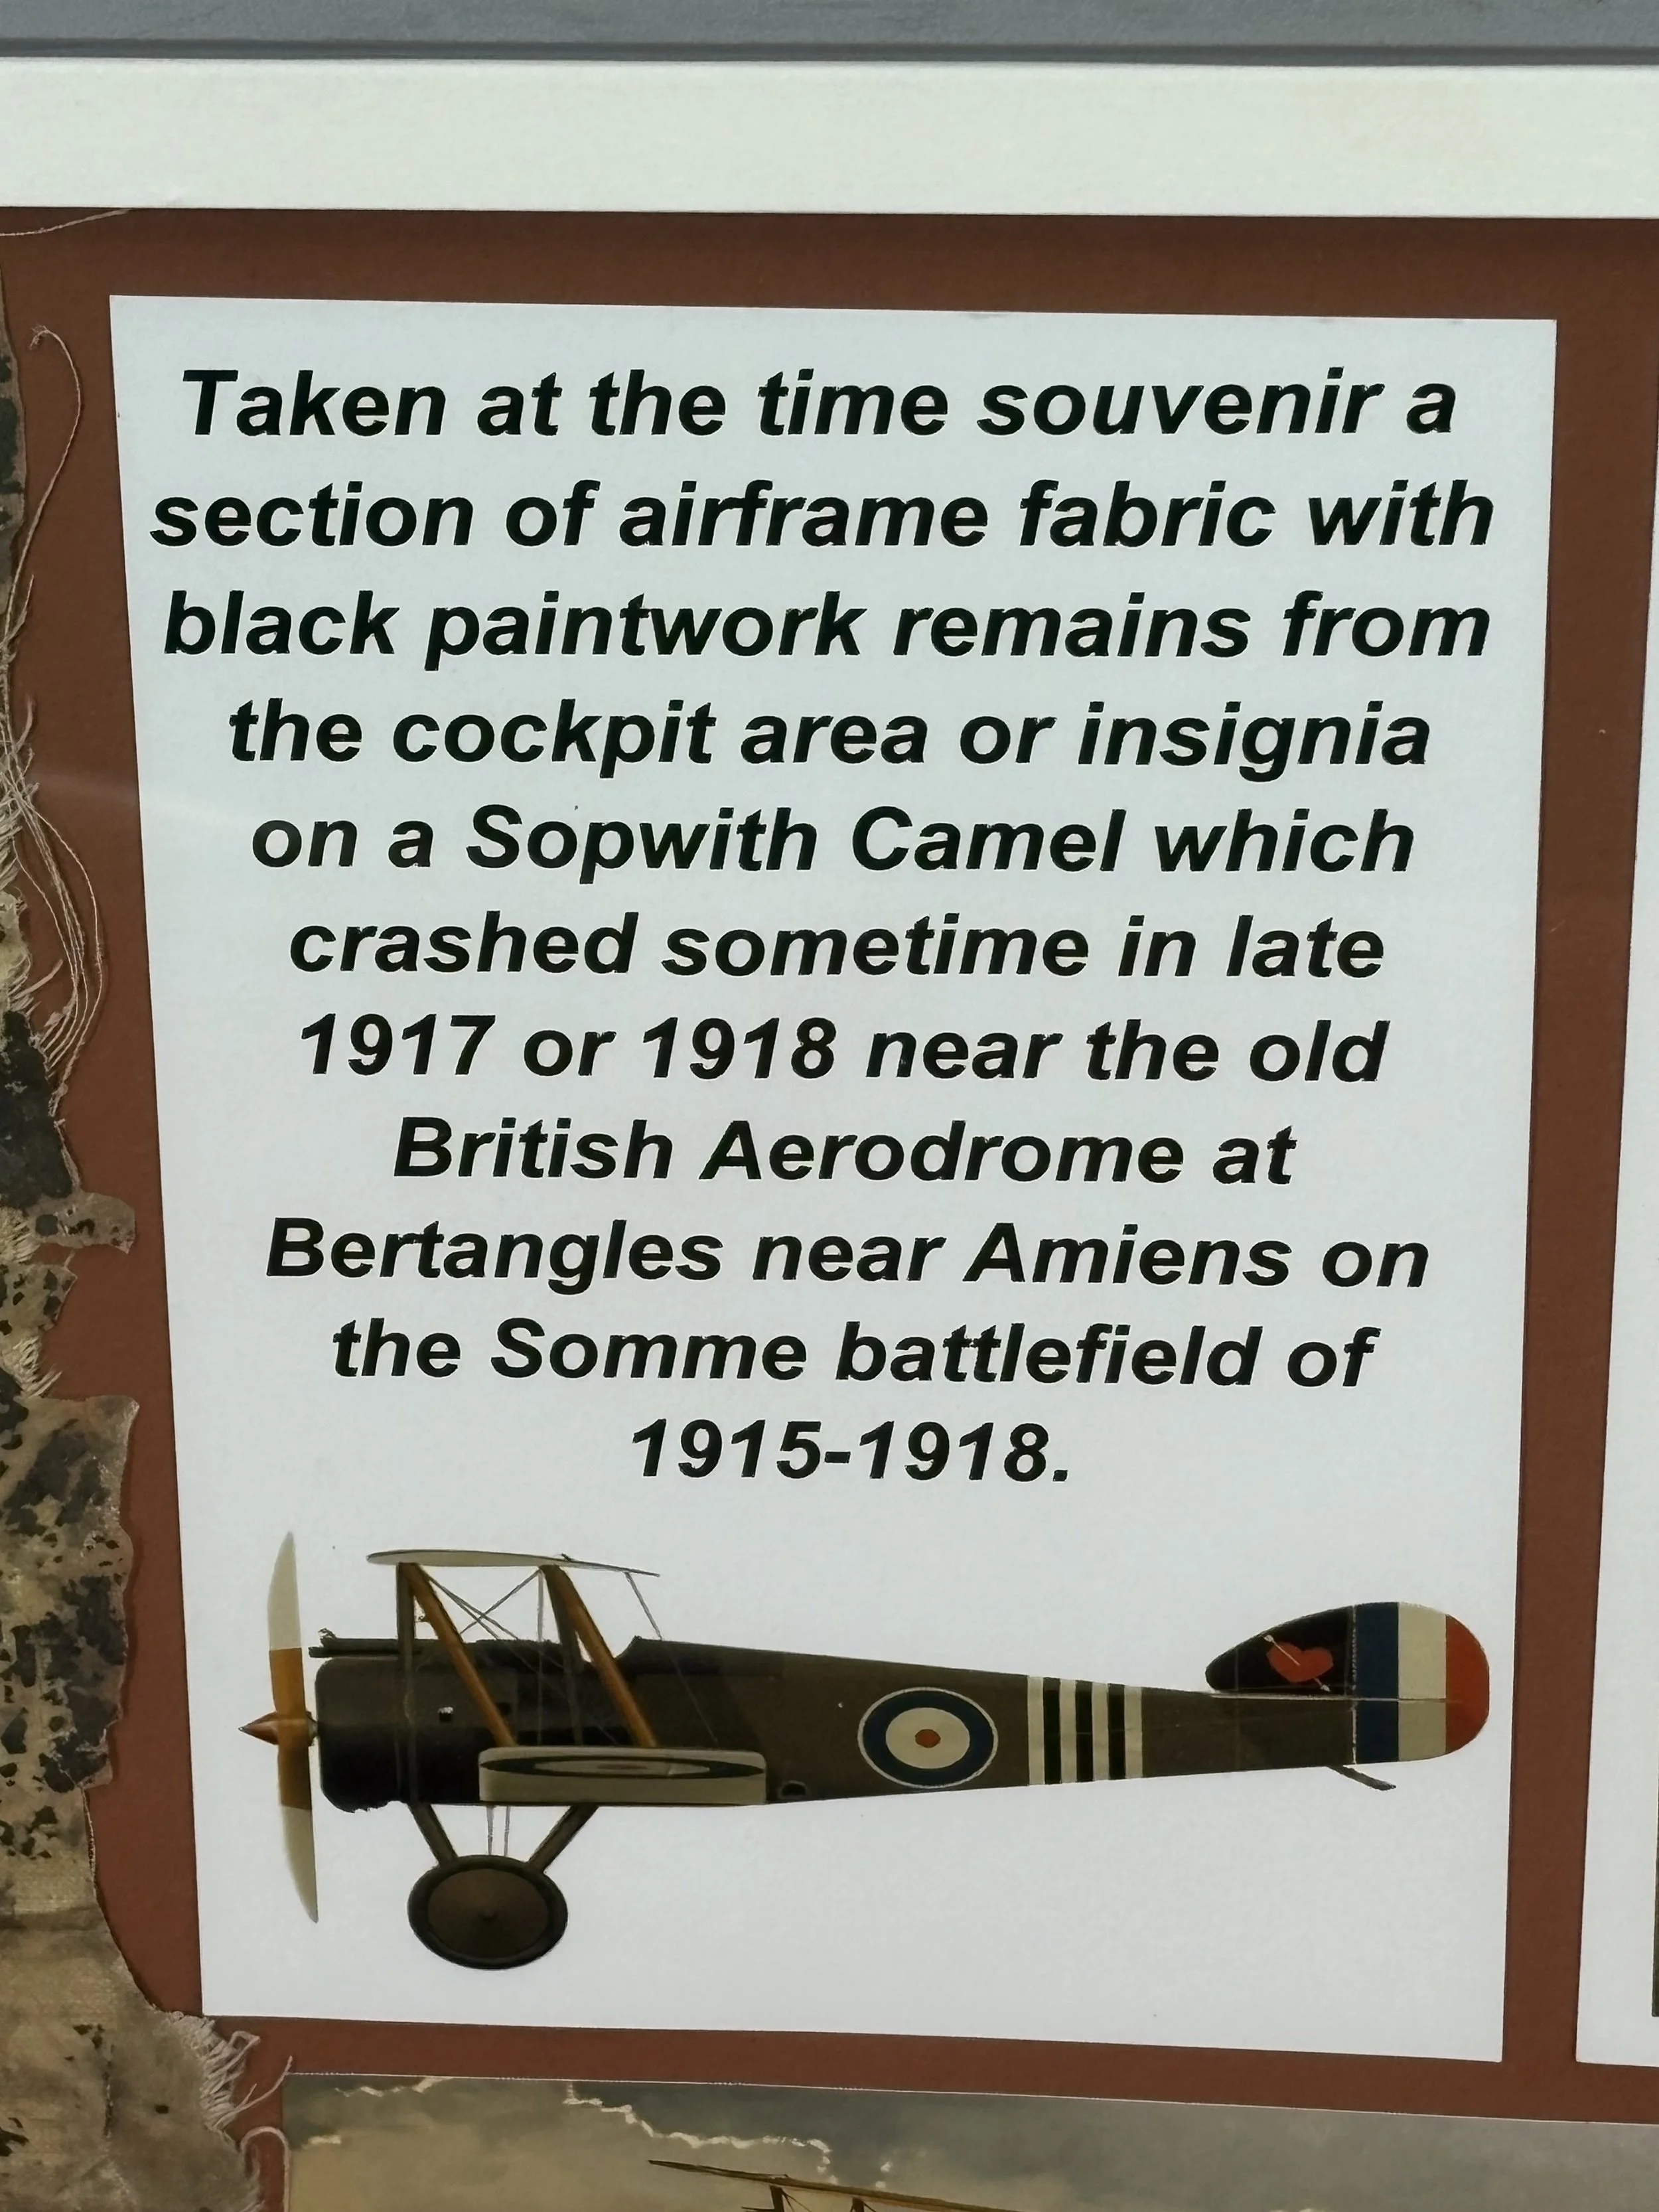 Taken at the time souvenir a
section of airframe fabric with
black paintwork remains from
the cockpit area or insignia
on a Sopwith Camel which
crashed sometime in late
1917 or 1918 near the old
British Aerodrome at
Bertangles near Amiens on
the Somme battlefield of
1915-1918.